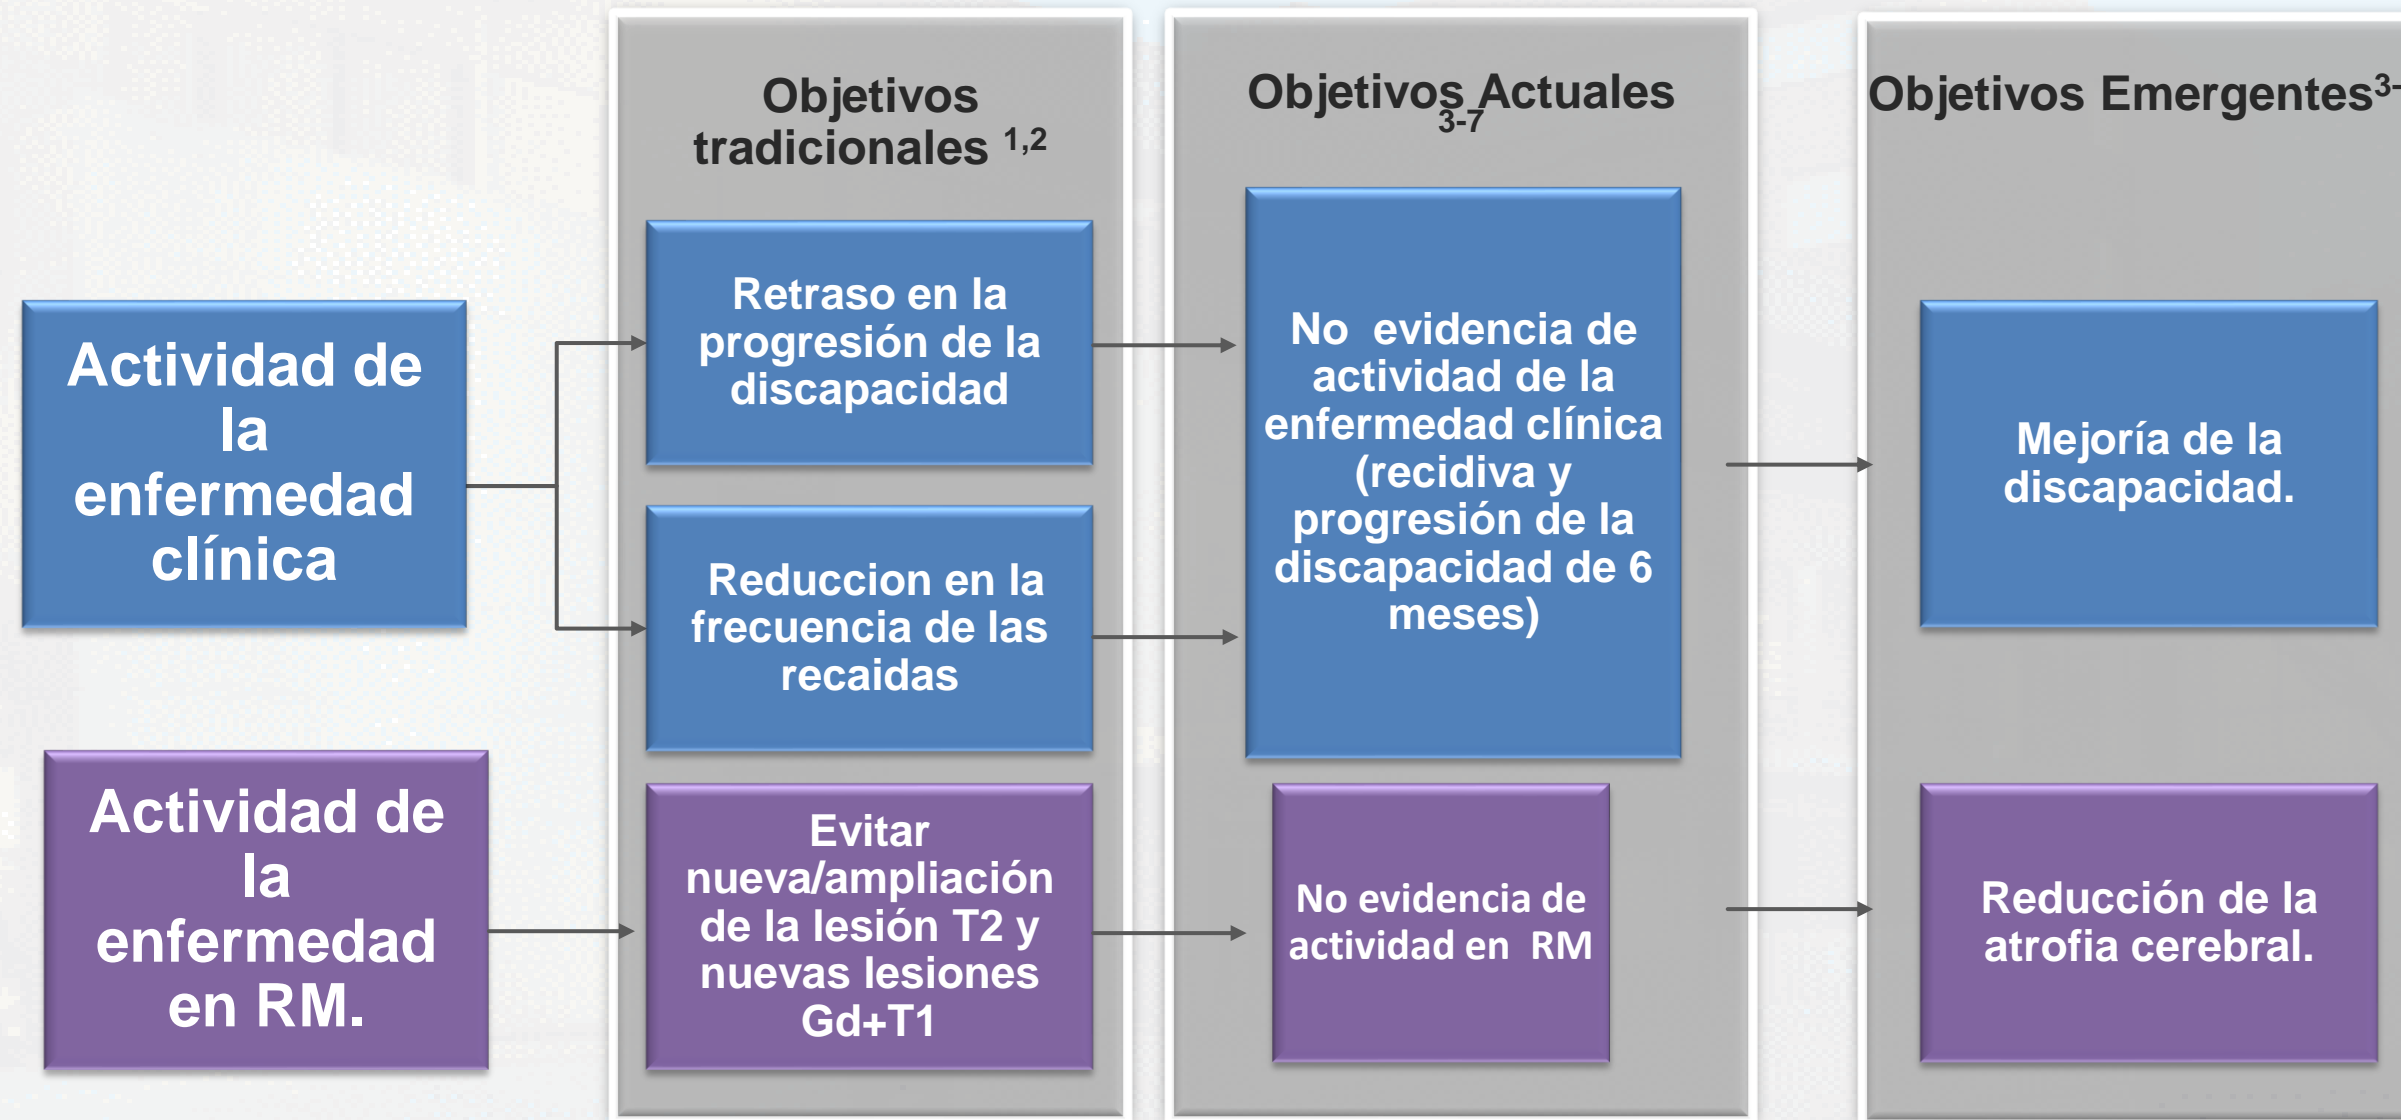 Actividad de
la
enfermedad
clínica
Actividad de
la
enfermedad
en RM.
Objetivos
tradicionales 1,2
Retraso en la
progresión de la
discapacidad
Reduccion en la
frecuencia de las
recaidas
Evitar
nueva/ampliación
de la lesión T2 y
nuevas lesiones
Gd+T1
Objetivos Actuales
3-7
No evidencia de
actividad de la
enfermedad clínica
(recidiva y
progresión de la
discapacidad de 6
meses)
No evidencia de
actividad en RM
Objetivos Emergentes3-
Mejoría de la
discapacidad.
Reducción de la
atrofia cerebral.